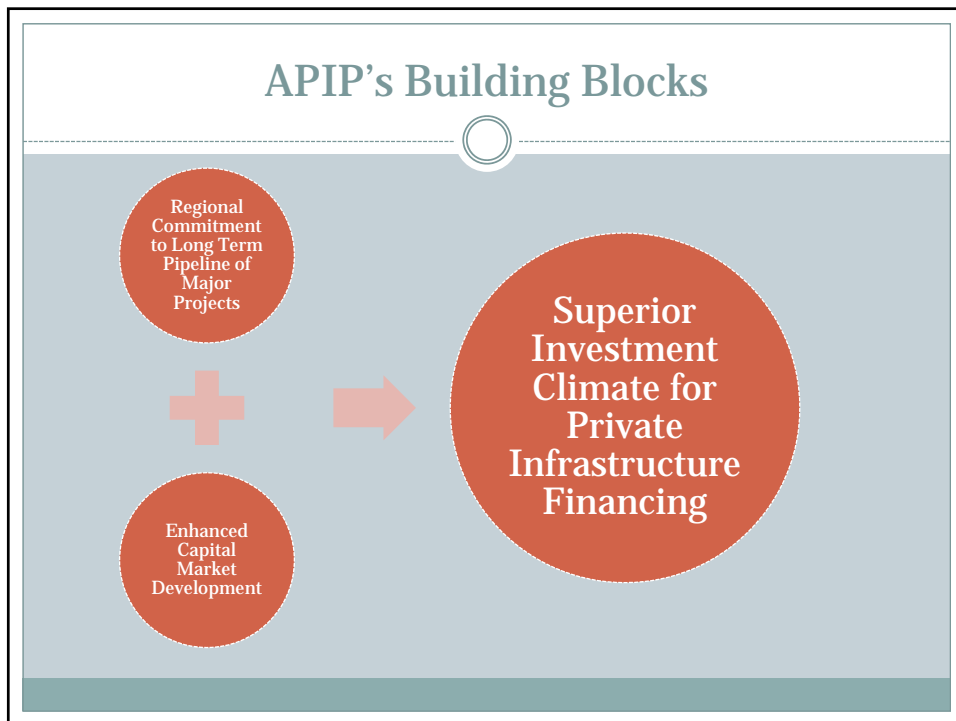 APIP’s Building Blocks
Regional
Commitment
to Long Term
Pipeline of
Major
Projects
Enhanced
Capital
Market
Development
Superior
Investment
Climate for
Private
Infrastructure
Financing